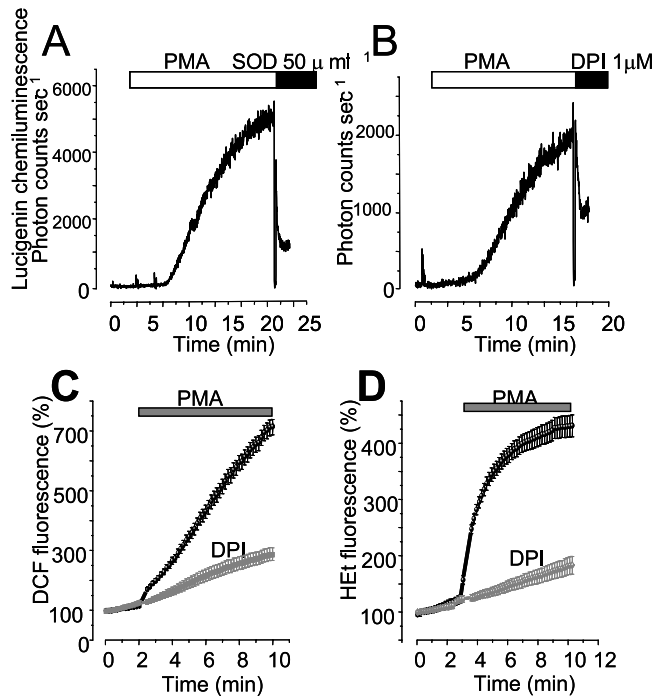 A
PMA SOD 50 μ ml 1
Lucigenin chemiluminescence
Photon counts sec-1
6000
4000
2000
0
0 5 10 15 20 25
Time (min)
B
PMA DPI 1μM
Photon counts sec-1
2000
1000
0
0 5 10 15 20
Time (min)
C
PMA
DCF fluorescence (%)
700
500
300
100
0
DPI
0 2 4 6 8 10
Time (min)
D
PMA
HEt fluorescence (%)
400
300
200
100
0
DPI
0 2 4 6 8 10 12
Time (min)